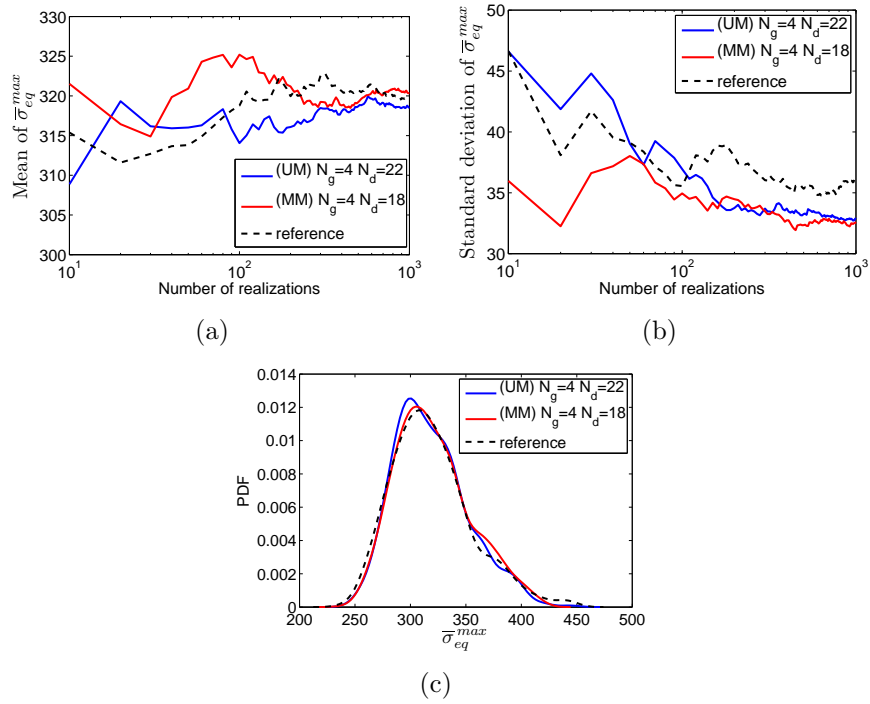 Mean of σ̅_eq^max
330
325
320
315
310
305
300
10^1
10^2
10^3
Number of realizations
(UM) N_g=4 N_d=22
(MM) N_g=4 N_d=18
reference
(a)
Standard deviation of σ̅_eq^max
50
45
40
35
30
10^1
10^2
10^3
Number of realizations
(UM) N_g=4 N_d=22
(MM) N_g=4 N_d=18
reference
(b)
PDF
0.014
0.012
0.01
0.008
0.006
0.004
0.002
0
200
250
300
350
400
450
500
σ̅_eq^max
(UM) N_g=4 N_d=22
(MM) N_g=4 N_d=18
reference
(c)